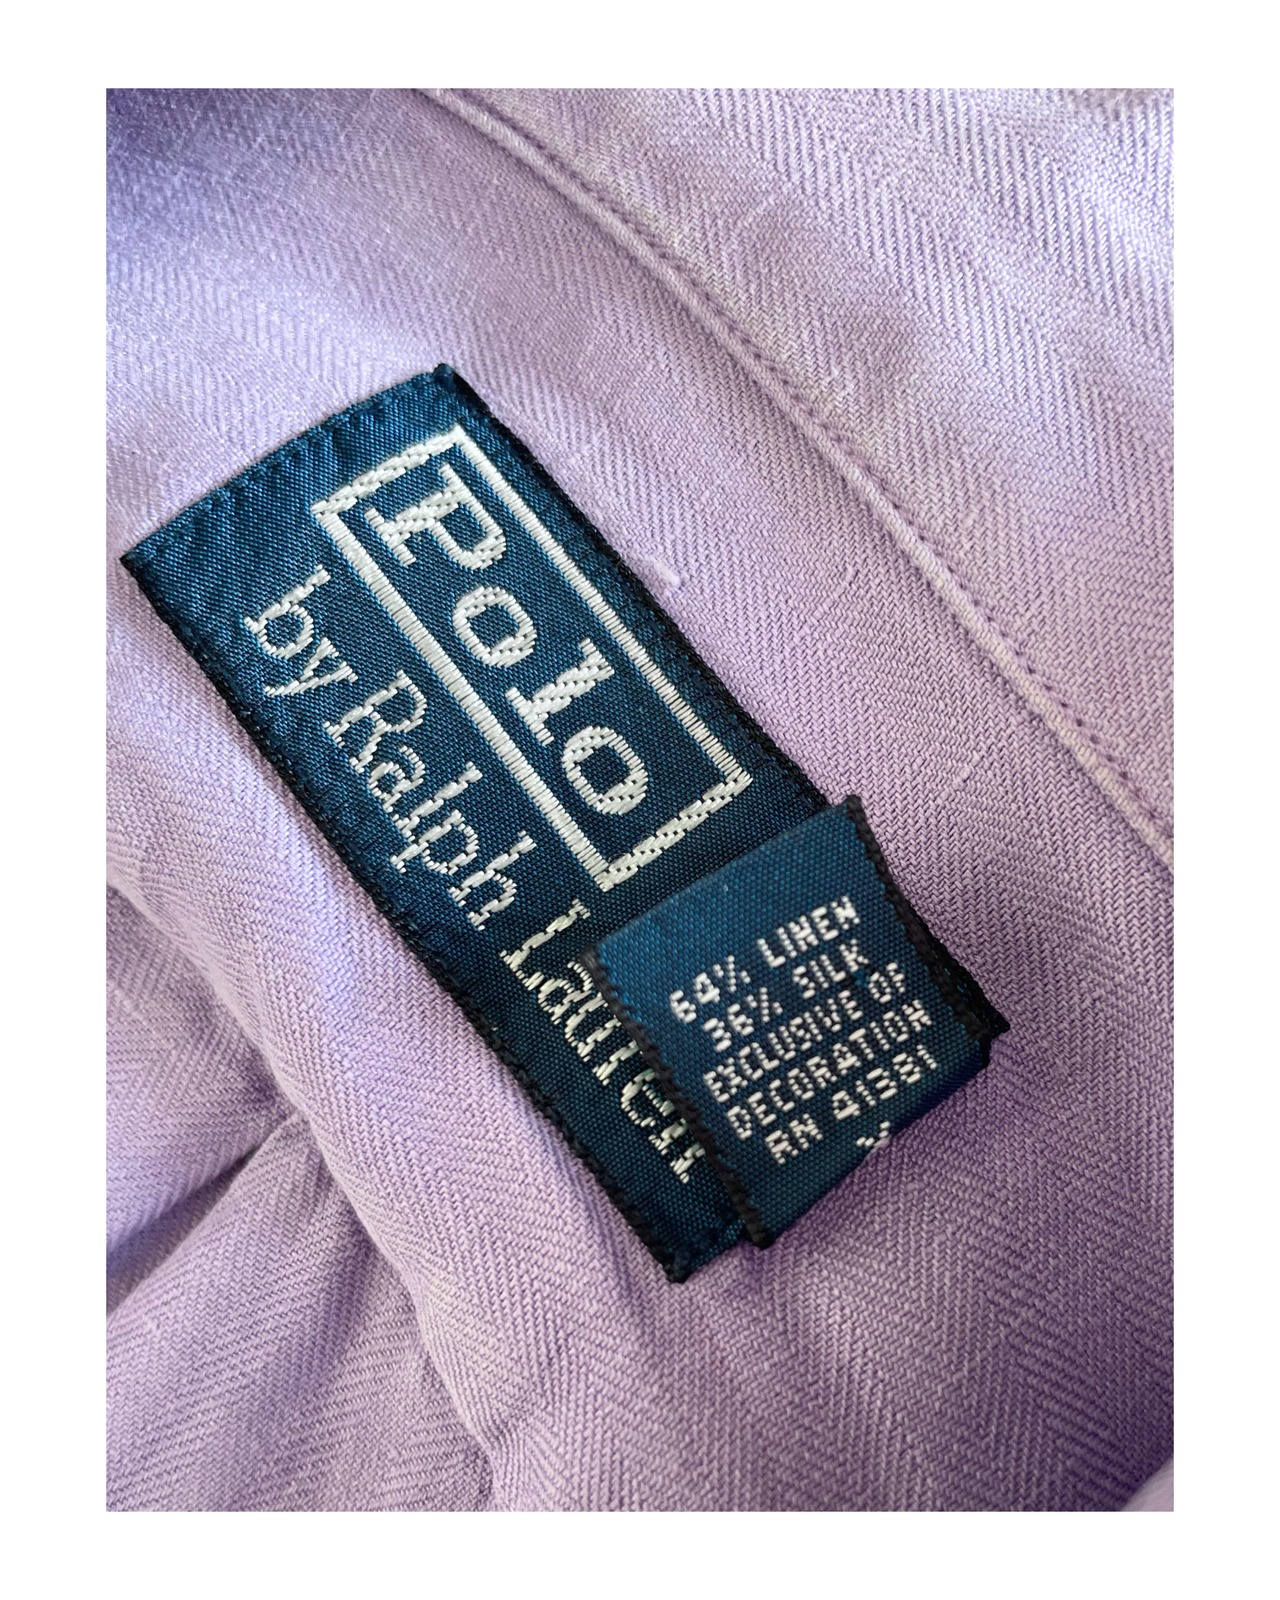 Polo
by Ralph Lauren
64% LINEN
36% SILK
EXCLUSIVE OF
DECORATION
RN 41381